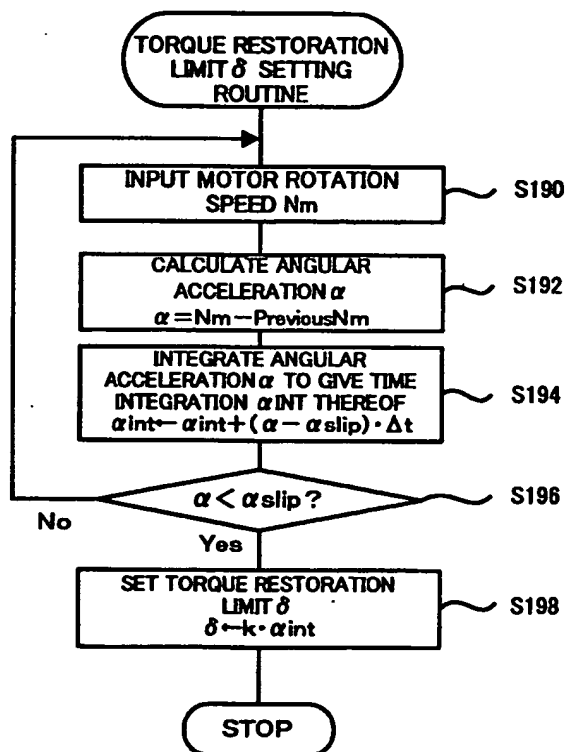 TORQUE RESTORATION
LIMIT δ SETTING
ROUTINE
INPUT MOTOR ROTATION
SPEED Nm
S190
CALCULATE ANGULAR
ACCELERATION α
α=Nm-PreviousNm
S192
INTEGRATE ANGULAR
ACCELERATION α TO GIVE TIME
INTEGRATION αINT THEREOF
αint←αint+(α-αslip)·Δt
S194
α<αslip?
S196
No
Yes
SET TORQUE RESTORATION
LIMIT δ
δ←k·αint
S198
STOP